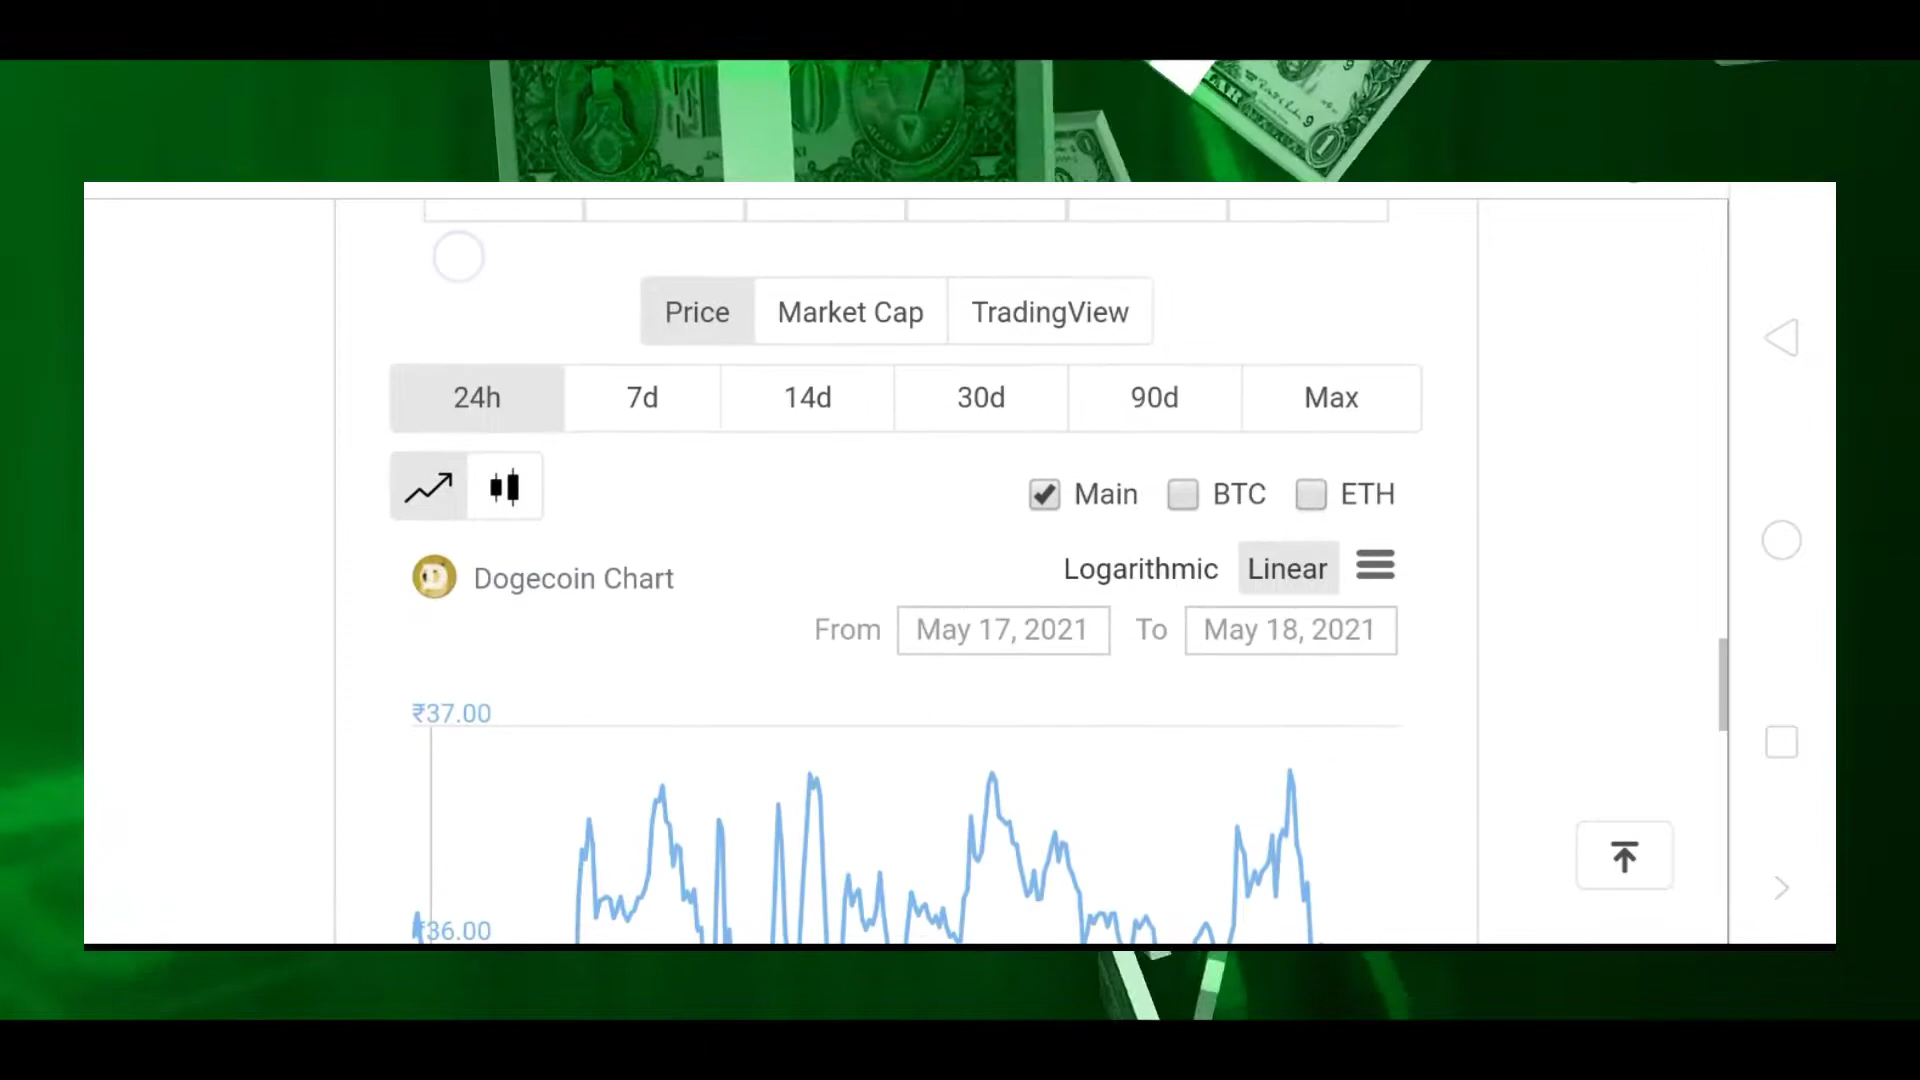 Price Market Cap TradingView
24h 7d 14d 30d 90d Max
Main BTC ETH
Dogecoin Chart
Logarithmic Linear
From May 17, 2021 To May 18, 2021
₹37.00
₹36.00